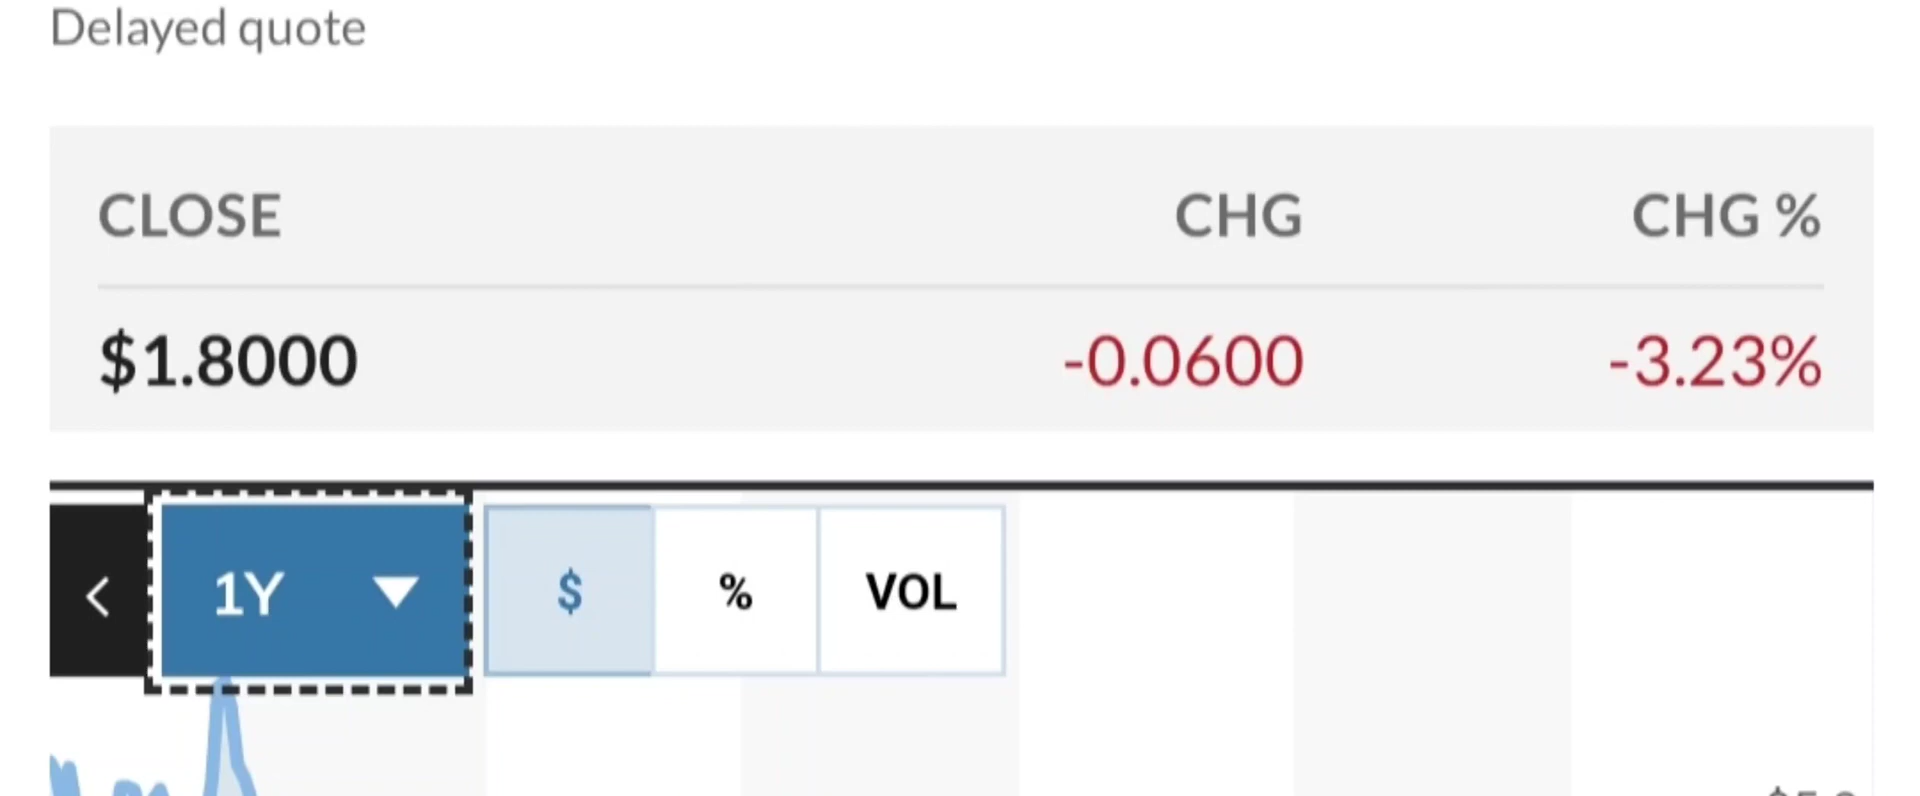 Delayed quote
CLOSE CHG CHG %
$1.8000 -0.0600 -3.23%
1Y $ % VOL